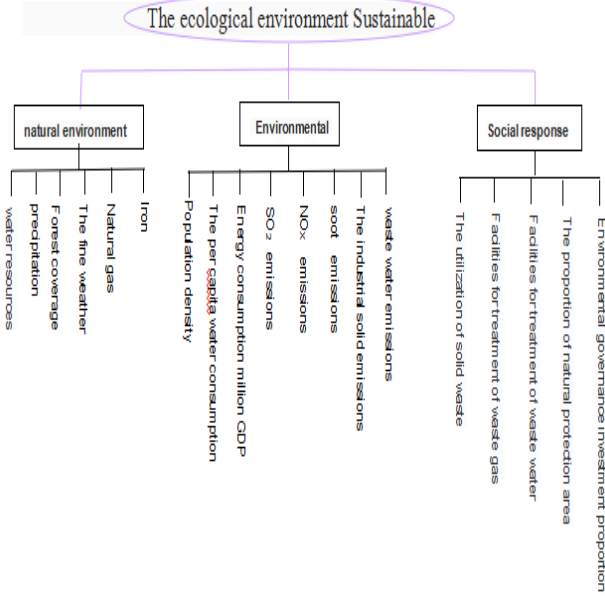 The ecological environment Sustainable
natural environment
Environmental
Social response
water resources
precipitation
Forest coverage
The fine weather
Natural gas
Iron
Population density
The per capita water consumption
Energy consumption million GDP
SO₂ emissions
NOx emissions
soot emissions
The industrial solid emissions
waste water emissions
The utilization of solid waste
Facilities for treatment of waste gas
Facilities for treatment of waste water
The proportion of natural protection area
Environmental governance investment proportion